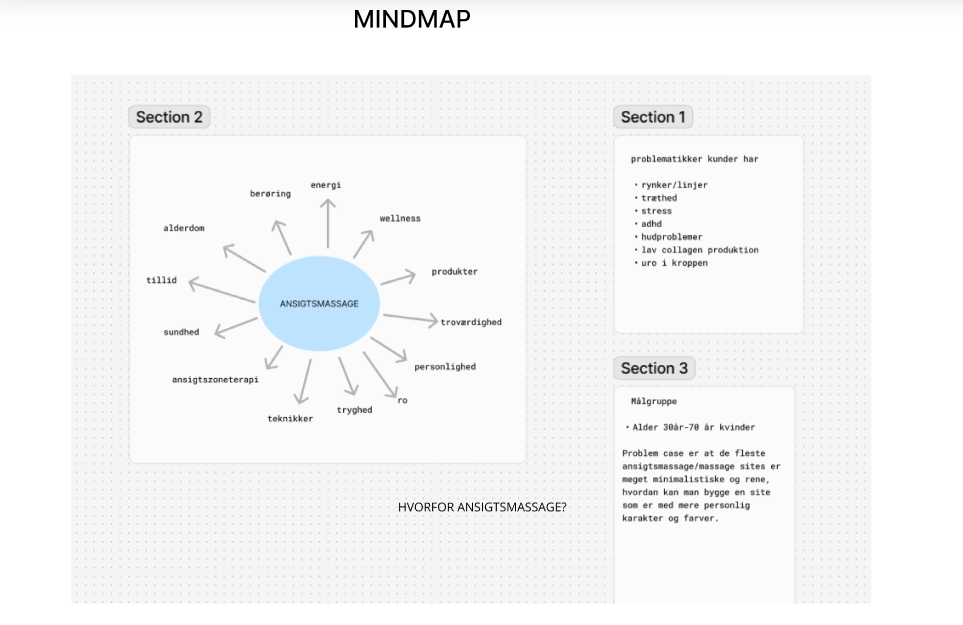 MINDMAP
Section 2
energi
berøring
wellness
alderdom
produkter
tillid
ANSIGTSMASSAGE
troværdighed
sundhed
personlighed
ansigtszoneterapi
ro
tryghed
teknikker
HVORFOR ANSIGTSMASSAGE?
Section 1
problematikker kunder har
• rynker/linjer
• træthed
• stress
• adhd
• hudproblemer
• lav collagen produktion
• uro i kroppen
Section 3
Målgruppe
• Alder 30år-70 år kvinder
Problem case er at de fleste
ansigtsmassage/massage sites er
meget minimalistiske og rene,
hvordan kan man bygge en site
som er med mere personlig
karakter og farver.